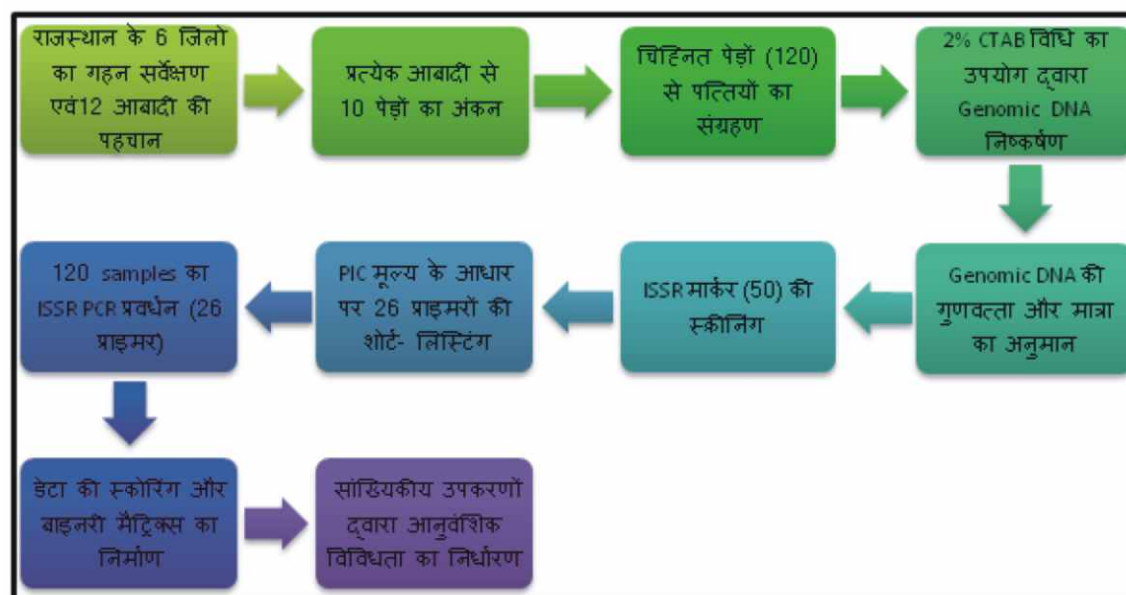 राजस्थान के 6 जिलो
का गहन सर्वेक्षण
एवं12 आबादी की
पहचान
प्रत्येक आबादी से
10 पेड़ों का अंकन
चिह्नित पेड़ों (120)
से पत्तियों का
संग्रहण
2% CTAB विधि का
उपयोग द्वारा
Genomic DNA
निष्कर्षण
Genomic DNA की
गुणवत्ता और मात्रा
का अनुमान
ISSR मार्कर (50) की
स्क्रीनिंग
PIC मूल्य के आधार
पर 26 प्राइमरों की
शोर्ट- लिस्टिंग
120 samples का
ISSR PCR प्रवर्धन (26
प्राइमर)
डेटा की स्कोरिंग और
बाइनरी मैट्रिक्स का
निर्माण
सांख्यिकीय उपकरणों
द्वारा आनुवंशिक
विविधता का निर्धारण